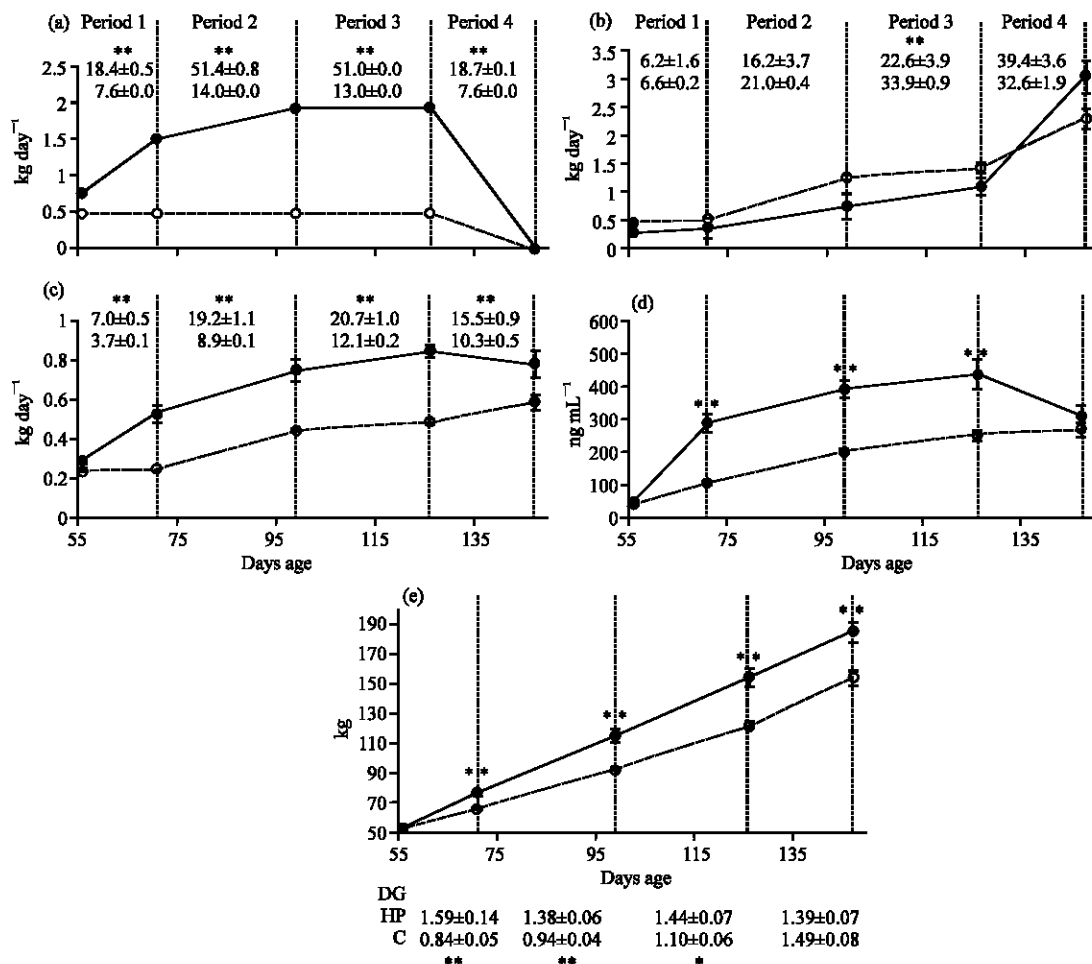 (a) Period 1 Period 2 Period 3 Period 4
** ** ** **
18.4±0.5 51.4±0.8 51.0±0.0 18.7±0.1
7.6±0.0 14.0±0.0 13.0±0.0 7.6±0.0
2.5
2
1.5
1
0.5
0
kg day⁻¹
(b) Period 1 Period 2 Period 3 Period 4
**
6.2±1.6 16.2±3.7 22.6±3.9 39.4±3.6
6.6±0.2 21.0±0.4 33.9±0.9 32.6±1.9
3.5
3
2.5
2
1.5
1
0.5
0
kg day⁻¹
(c)
** ** ** **
7.0±0.5 19.2±1.1 20.7±1.0 15.5±0.9
3.7±0.1 8.9±0.1 12.1±0.2 10.3±0.5
1
0.8
0.6
0.4
0.2
0
kg day⁻¹
55 75 95 115 135
Days age
(d)
600
500
400
300
200
100
0
ng mL⁻¹
** ** **
55 75 95 115 135
Days age
(e)
190
170
150
130
110
90
70
50
kg
** ** ** **
55 75 95 115 135
Days age
DG
HP 1.59±0.14 1.38±0.06 1.44±0.07 1.39±0.07
C 0.84±0.05 0.94±0.04 1.10±0.06 1.49±0.08
** ** *